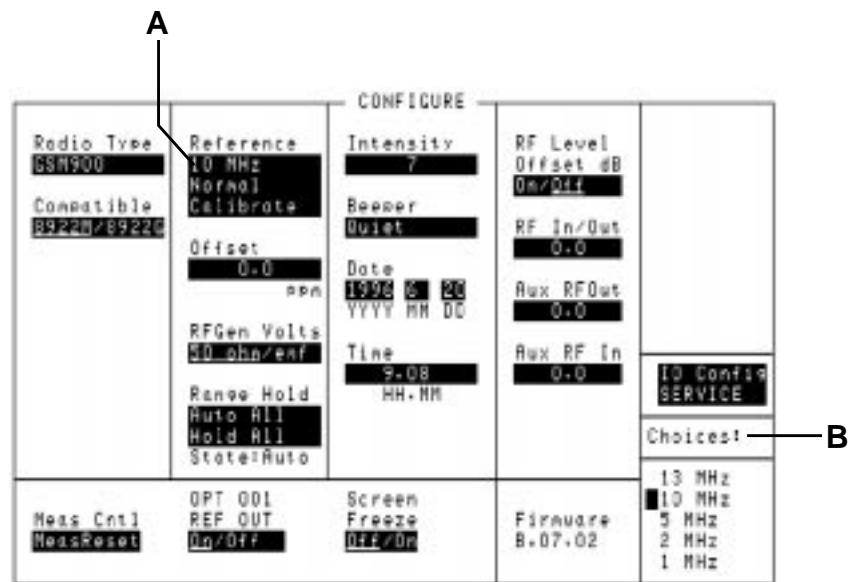 A
CONFIGURE
Radio Type
GSM900
Compatible
8922M/8922G
Reference
10 MHz
Normal
Calibrate
Offset
0.0
ppm
RFGen Volts
50 ohm/emf
Range Hold
Auto All
Hold All
State:Auto
Intensity
7
Beeper
Quiet
Date
1996 6 20
YYYY MM DD
Time
9.08
HH.MM
RF Level
Offset dB
On/Off
RF In/Out
0.0
Aux RFOut
0.0
Aux RF In
0.0
IO Config
SERVICE
Choices:
B
13 MHz
10 MHz
5 MHz
2 MHz
1 MHz
Meas Cntl
MeasReset
OPT 001
REF OUT
On/Off
Screen
Freeze
Off/On
Firmware
B.07.02